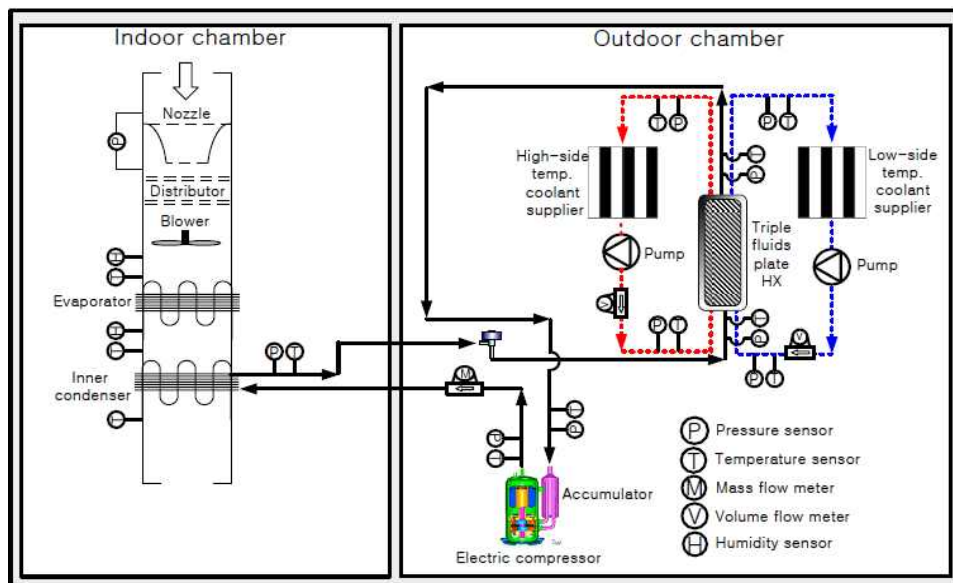 Indoor chamber
Outdoor chamber
Nozzle
P
Distributor
Blower
H
T
Evaporator
H
T
Inner
condenser
T
P T
M
P
T
Electric compressor
Accumulator
T
P
High-side
temp.
coolant
supplier
T P
Pump
V
P T
T
P
Triple
fluids
plate
HX
T
P
P T
Low-side
temp.
coolant
supplier
Pump
V
P T
P Pressure sensor
T Temperature sensor
M Mass flow meter
V Volume flow meter
H Humidity sensor